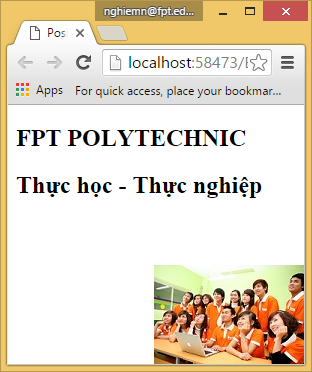 nghiemn@fpt.ed...
Pos
localhost:58473/
Apps For quick access, place your bookmar...
FPT POLYTECHNIC
Thực học - Thực nghiệp